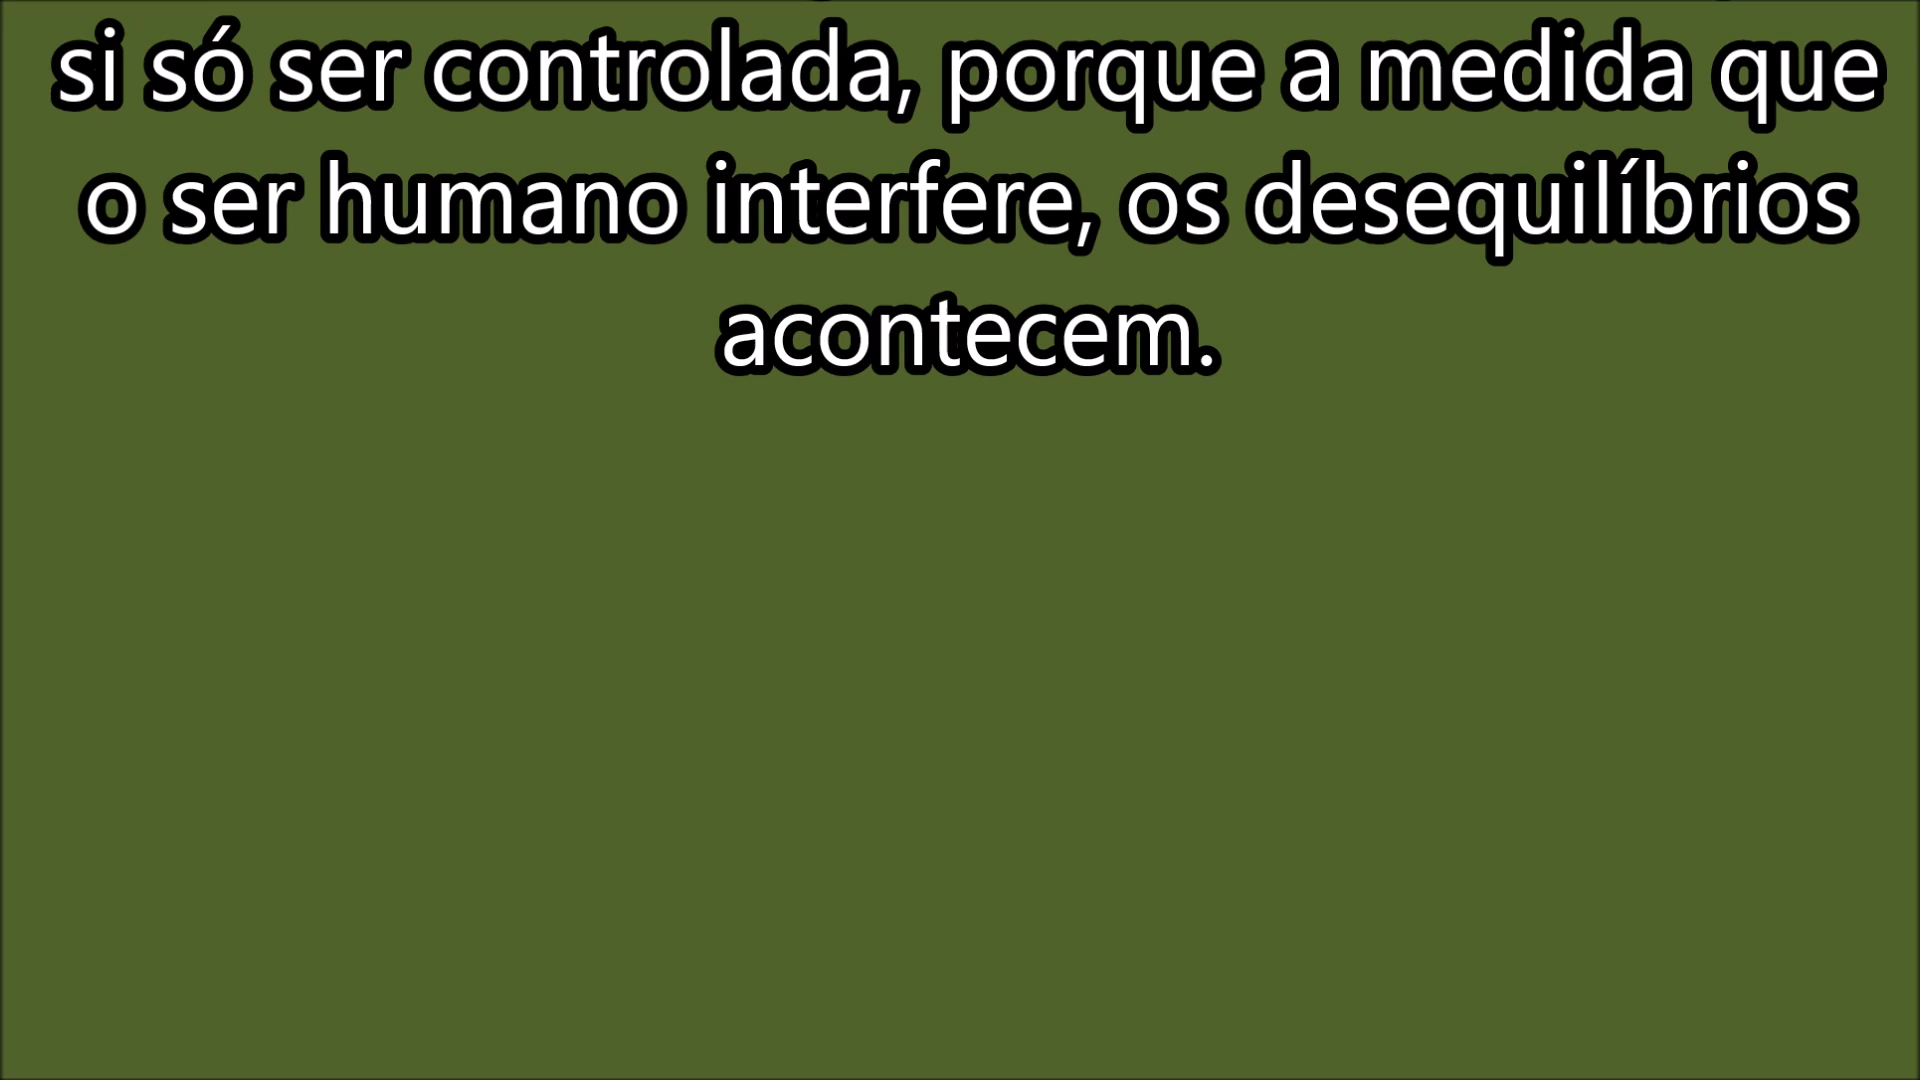 si só ser controlada, porque a medida que
o ser humano interfere, os desequilíbrios
acontecem.